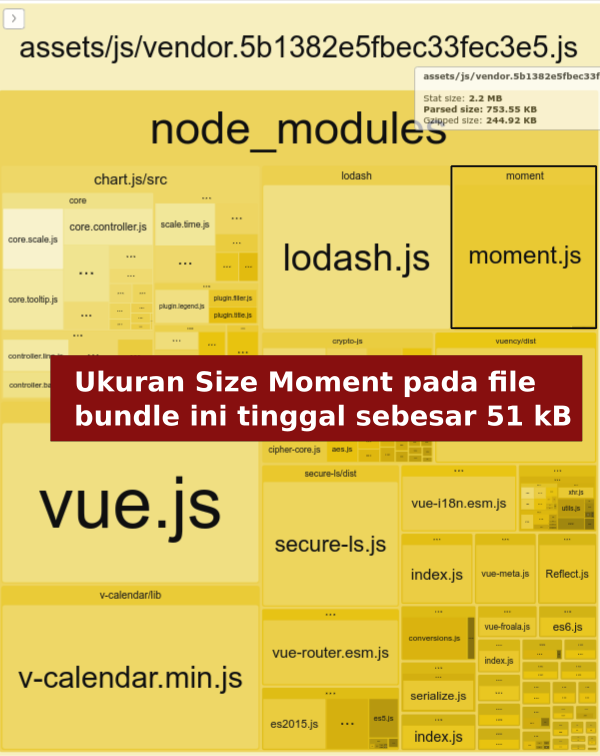 assets/js/vendor.5b1382e5fbec33fec3e5.js
assets/js/vendor.5b1382e5fbec33f
Stat size: 2.2 MB
Parsed size: 753.55 KB
Gzipped size: 244.92 KB
node_modules
chart.js/src
core
core.scale.js
core.controller.js
scale.time.js
core.tooltip.js
plugin.legend.js
plugin.filler.js
plugin.title.js
lodash
lodash.js
moment
moment.js
crypto-js
vuency/dist
Ukuran Size Moment pada file
bundle ini tinggal sebesar 51 kB
cipher-core.js
aes.js
vue.js
secure-ls/dist
secure-ls.js
vue-i18n.esm.js
xhr.js
utils.js
index.js
vue-meta.js
Reflect.js
v-calendar/lib
v-calendar.min.js
vue-router.esm.js
conversions.js
vue-froala.js
es6.js
index.js
serialize.js
es2015.js
...
es5.js
index.js